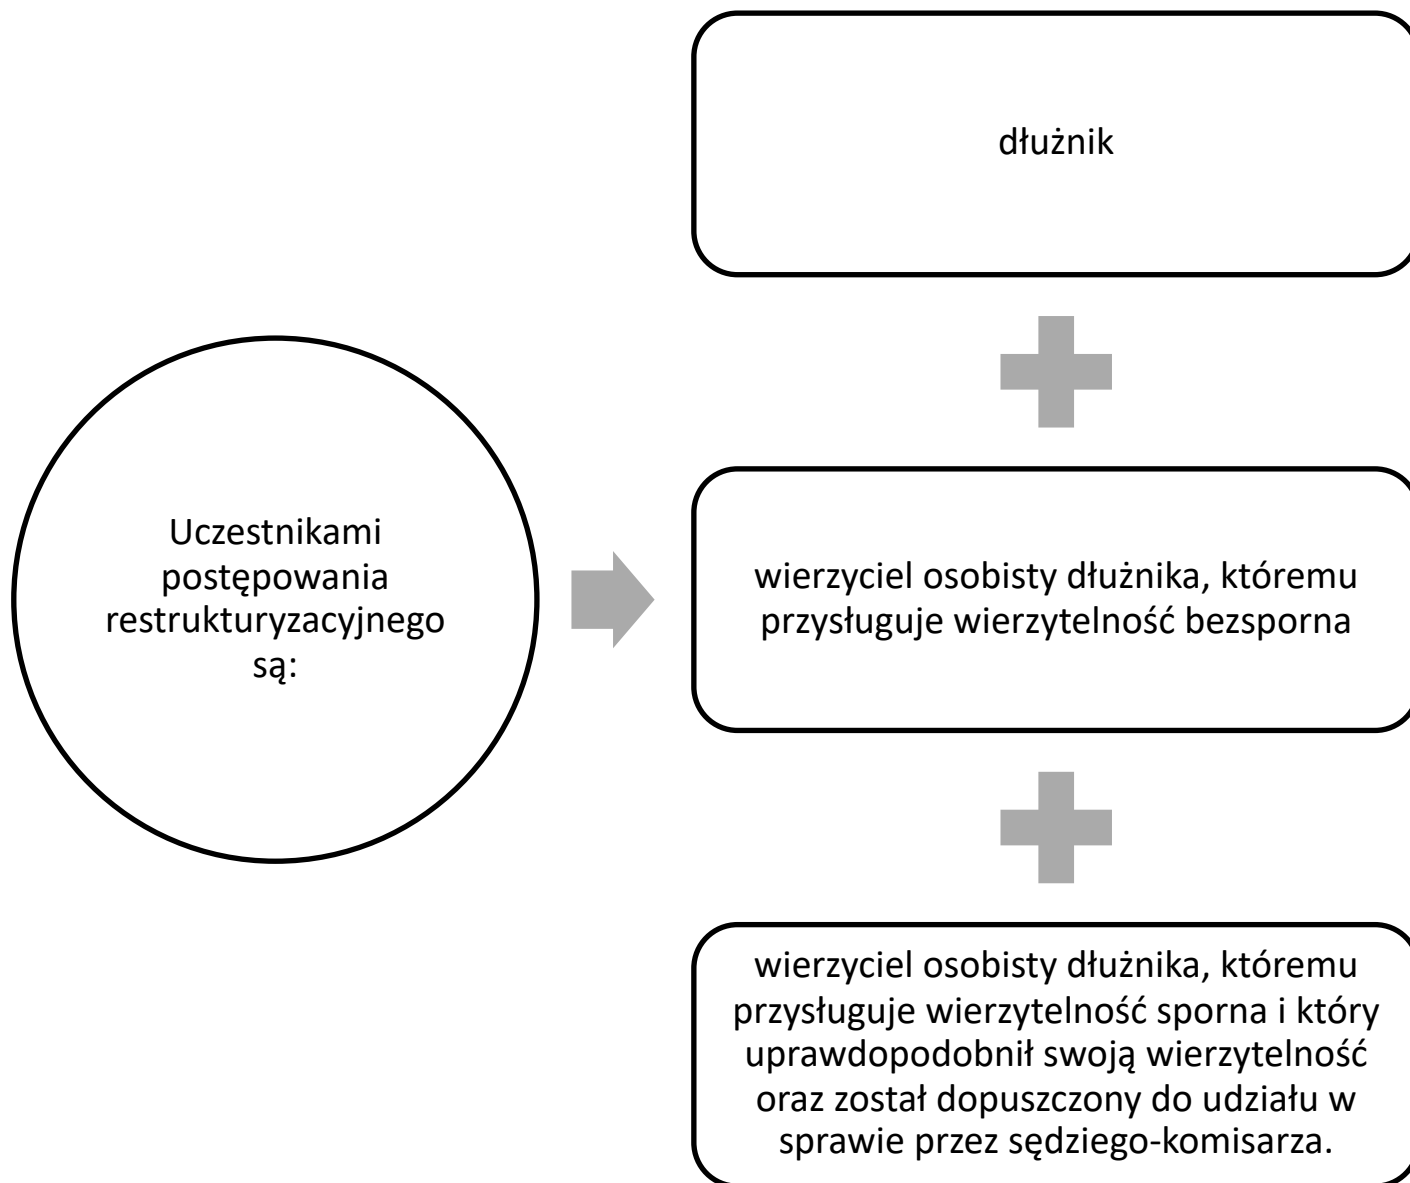 Uczestnikami
postępowania
restrukturyzacyjnego
są:
dłużnik
wierzyciel osobisty dłużnika, któremu
przysługuje wierzytelność bezsporna
wierzyciel osobisty dłużnika, któremu
przysługuje wierzytelność sporna i który
uprawdopodobnił swoją wierzytelność
oraz został dopuszczony do udziału w
sprawie przez sędziego-komisarza.